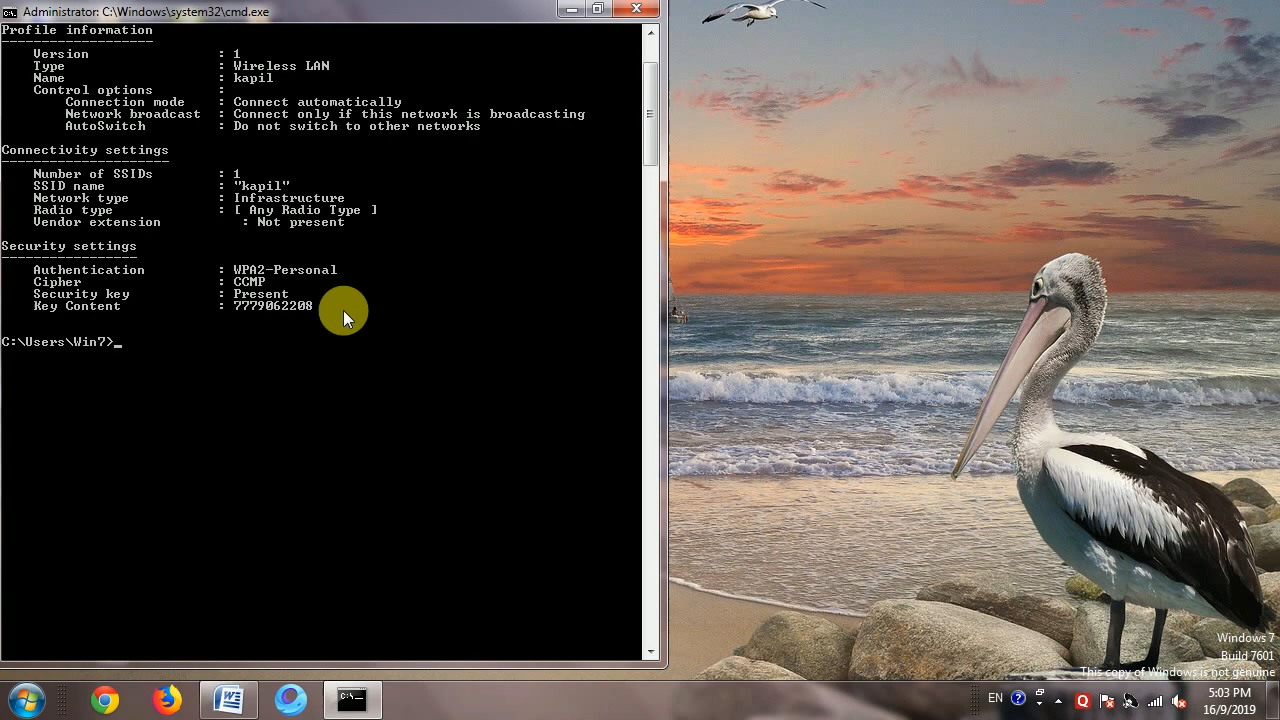 Administrator: C:\Windows\system32\cmd.exe
Profile information
-------------------
Version : 1
Type : Wireless LAN
Name : kapil
Control options :
Connection mode : Connect automatically
Network broadcast : Connect only if this network is broadcasting
AutoSwitch : Do not switch to other networks
Connectivity settings
---------------------
Number of SSIDs : 1
SSID name : "kapil"
Network type : Infrastructure
Radio type : [ Any Radio Type ]
Vendor extension : Not present
Security settings
-----------------
Authentication : WPA2-Personal
Cipher : CCMP
Security key : Present
Key Content : 7779062208
C:\Users\Win7>_
Windows 7
Build 7601
This copy of Windows is not genuine
EN
5:03 PM
16/9/2019